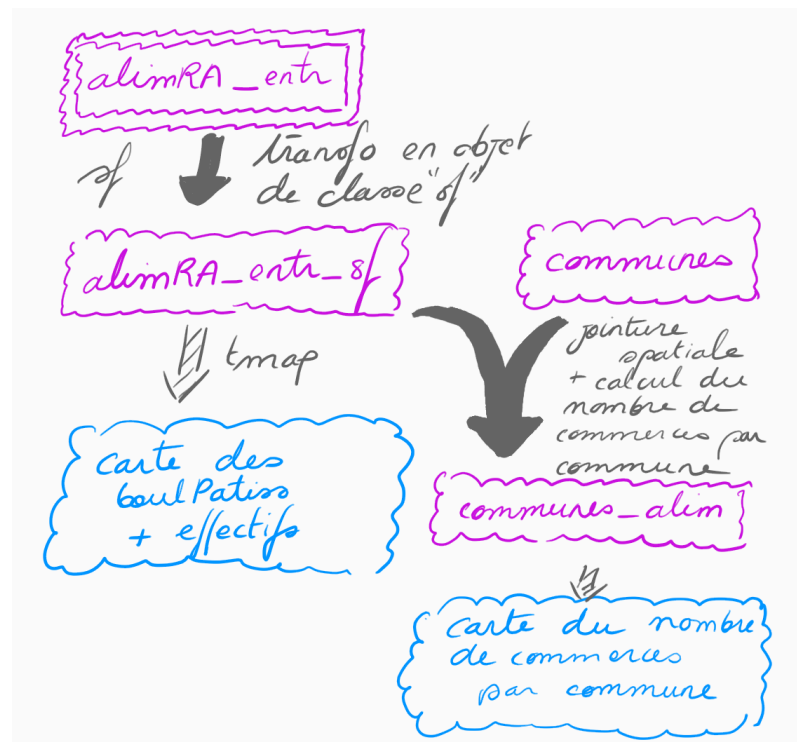 alimRA_entr
sf
transfo en objet
de classe "sf"
alimRA_entr_sf
communes
tmap
jointure
spatiale
+ calcul du
nombre de
commerces par
commune
carte des
boulPatiss
+ effectifs
communes_alim
carte du nombre
de commerces
par commune